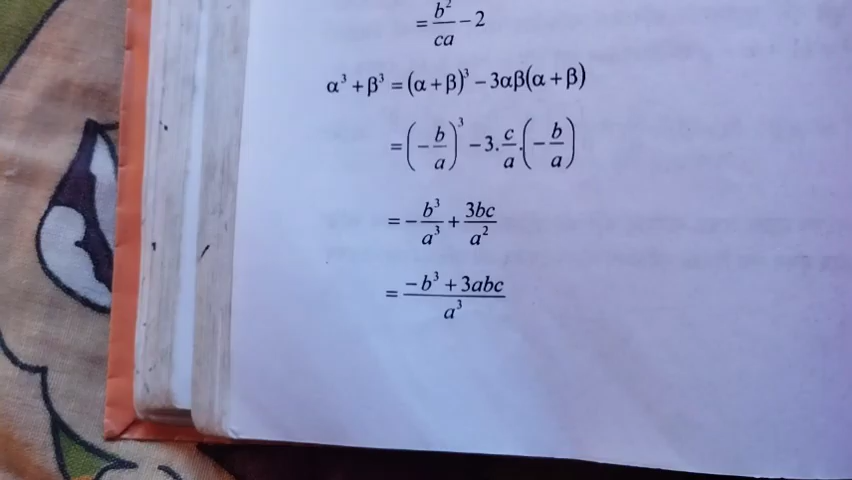 = b²/ca − 2
α³ + β³ = (α + β)³ − 3αβ(α + β)
= (−b/a)³ − 3.c/a.(−b/a)
= −b³/a³ + 3bc/a²
= (−b³ + 3abc)/a³